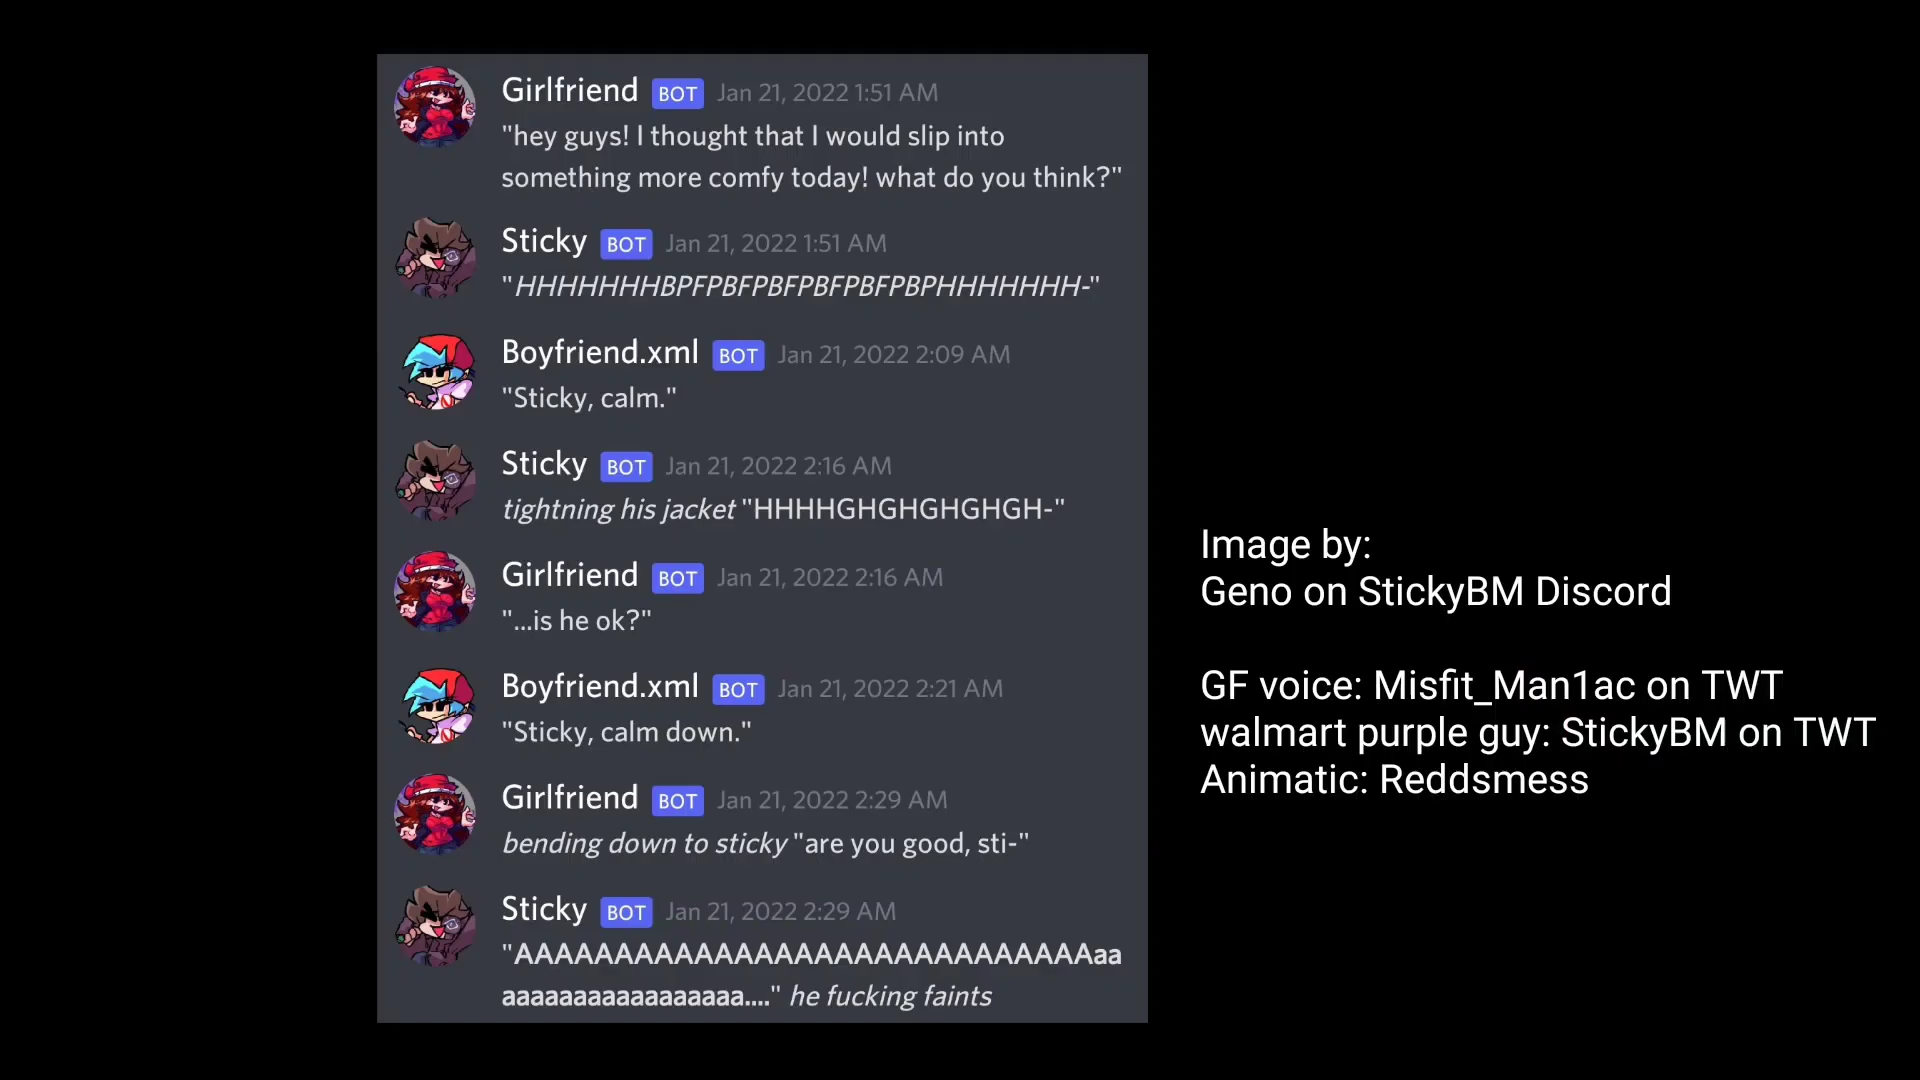 Girlfriend BOT Jan 21, 2022 1:51 AM
"hey guys! I thought that I would slip into
something more comfy today! what do you think?"
Sticky BOT Jan 21, 2022 1:51 AM
"HHHHHHHBPFPBFPBFPBFPBFPBPHHHHHHH-"
Boyfriend.xml BOT Jan 21, 2022 2:09 AM
"Sticky, calm."
Sticky BOT Jan 21, 2022 2:16 AM
tightning his jacket "HHHHGHGHGHGHGH-"
Girlfriend BOT Jan 21, 2022 2:16 AM
"...is he ok?"
Boyfriend.xml BOT Jan 21, 2022 2:21 AM
"Sticky, calm down."
Girlfriend BOT Jan 21, 2022 2:29 AM
bending down to sticky "are you good, sti-"
Sticky BOT Jan 21, 2022 2:29 AM
"AAAAAAAAAAAAAAAAAAAAAAAAAAAAAaa
aaaaaaaaaaaaaaaaa...." he fucking faints
Image by:
Geno on StickyBM Discord
GF voice: Misfit_Man1ac on TWT
walmart purple guy: StickyBM on TWT
Animatic: Reddsmess